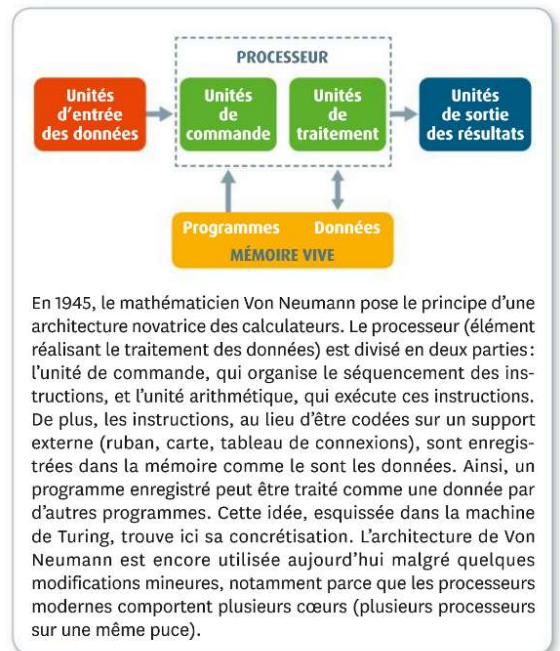 PROCESSEUR
Unités
d'entrée
des données
Unités
de
commande
Unités
de
traitement
Unités
de sortie
des résultats
Programmes Données
MÉMOIRE VIVE
En 1945, le mathématicien Von Neumann pose le principe d'une
architecture novatrice des calculateurs. Le processeur (élément
réalisant le traitement des données) est divisé en deux parties :
l'unité de commande, qui organise le séquencement des ins-
tructions, et l'unité arithmétique, qui exécute ces instructions.
De plus, les instructions, au lieu d'être codées sur un support
externe (ruban, carte, tableau de connexions), sont enregis-
trées dans la mémoire comme le sont les données. Ainsi, un
programme enregistré peut être traité comme une donnée par
d'autres programmes. Cette idée, esquissée dans la machine
de Turing, trouve ici sa concrétisation. L'architecture de Von
Neumann est encore utilisée aujourd'hui malgré quelques
modifications mineures, notamment parce que les processeurs
modernes comportent plusieurs cœurs (plusieurs processeurs
sur une même puce).